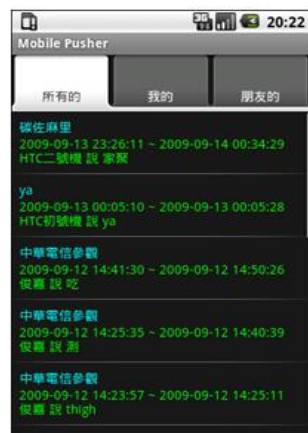 20:22
Mobile Pusher
所有的 我的 朋友的
碳佐麻里
2009-09-13 23:26:11 ~ 2009-09-14 00:34:29
HTC二號機 說 家聚
ya
2009-09-13 00:05:10 ~ 2009-09-13 00:05:28
HTC初號機 說 ya
中華電信參觀
2009-09-12 14:41:30 ~ 2009-09-12 14:50:26
俊嘉 說 吃
中華電信參觀
2009-09-12 14:25:35 ~ 2009-09-12 14:40:39
俊嘉 說 測
中華電信參觀
2009-09-12 14:23:57 ~ 2009-09-12 14:25:11
俊嘉 說 thigh